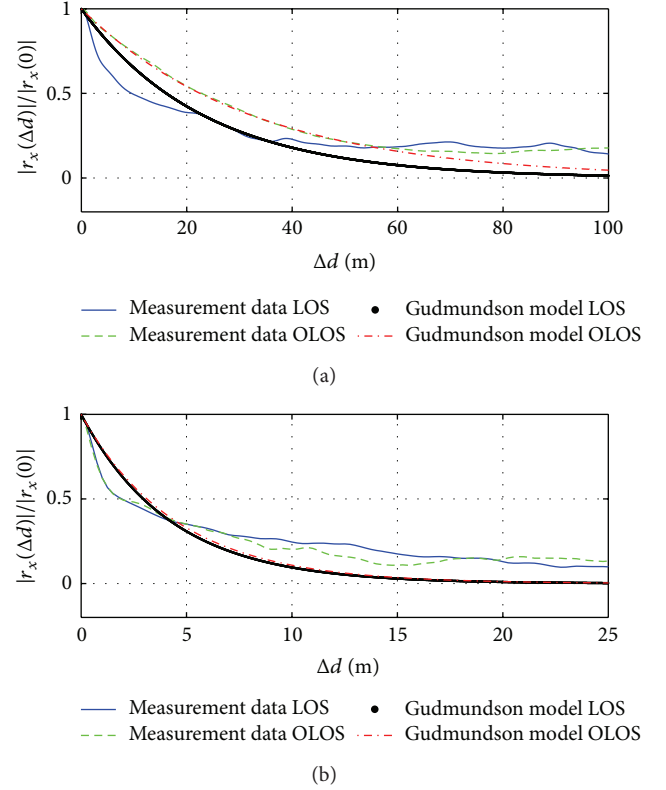 |r_x(Δd)|/|r_x(0)|
1
0.5
0
0 20 40 60 80 100
Δd (m)
Measurement data LOS Gudmundson model LOS
Measurement data OLOS Gudmundson model OLOS
(a)
|r_x(Δd)|/|r_x(0)|
1
0.5
0
0 5 10 15 20 25
Δd (m)
Measurement data LOS Gudmundson model LOS
Measurement data OLOS Gudmundson model OLOS
(b)